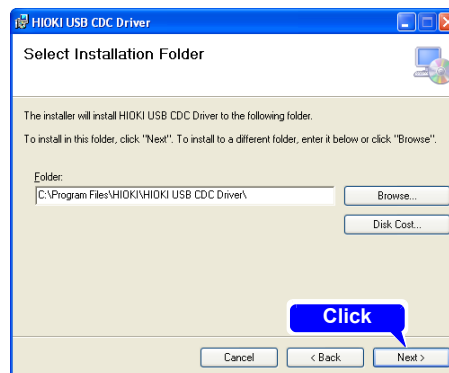 HIOKI USB CDC Driver
Select Installation Folder
The installer will install HIOKI USB CDC Driver to the following folder.
To install in this folder, click "Next". To install to a different folder, enter it below or click "Browse".
Folder:
C:\Program Files\HIOKI\HIOKI USB CDC Driver\
Browse...
Disk Cost...
Click
Cancel
< Back
Next >